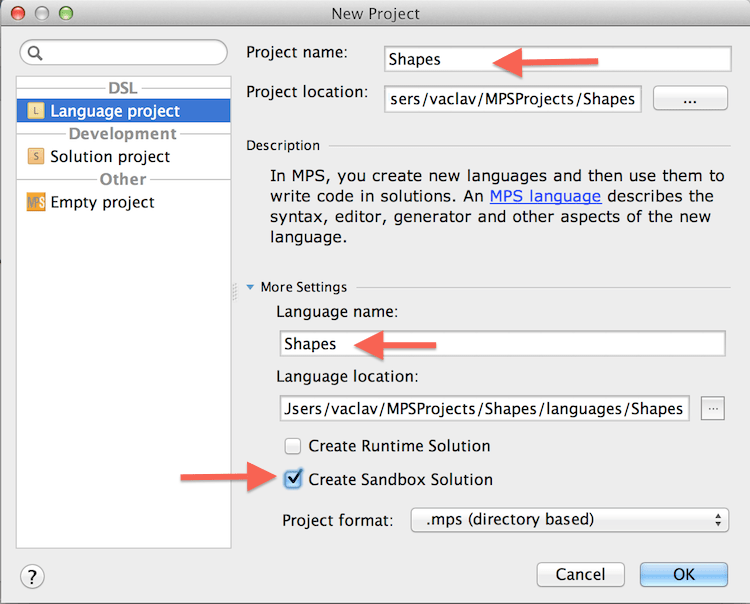 New Project
DSL
L Language project
Development
S Solution project
Other
MPS Empty project
Project name:
Shapes
Project location:
sers/vaclav/MPSProjects/Shapes
...
Description
In MPS, you create new languages and then use them to
write code in solutions. An MPS language describes the
syntax, editor, generator and other aspects of the new
language.
More Settings
Language name:
Shapes
Language location:
Jsers/vaclav/MPSProjects/Shapes/languages/Shapes
...
Create Runtime Solution
Create Sandbox Solution
Project format:
.mps (directory based)
?
Cancel
OK